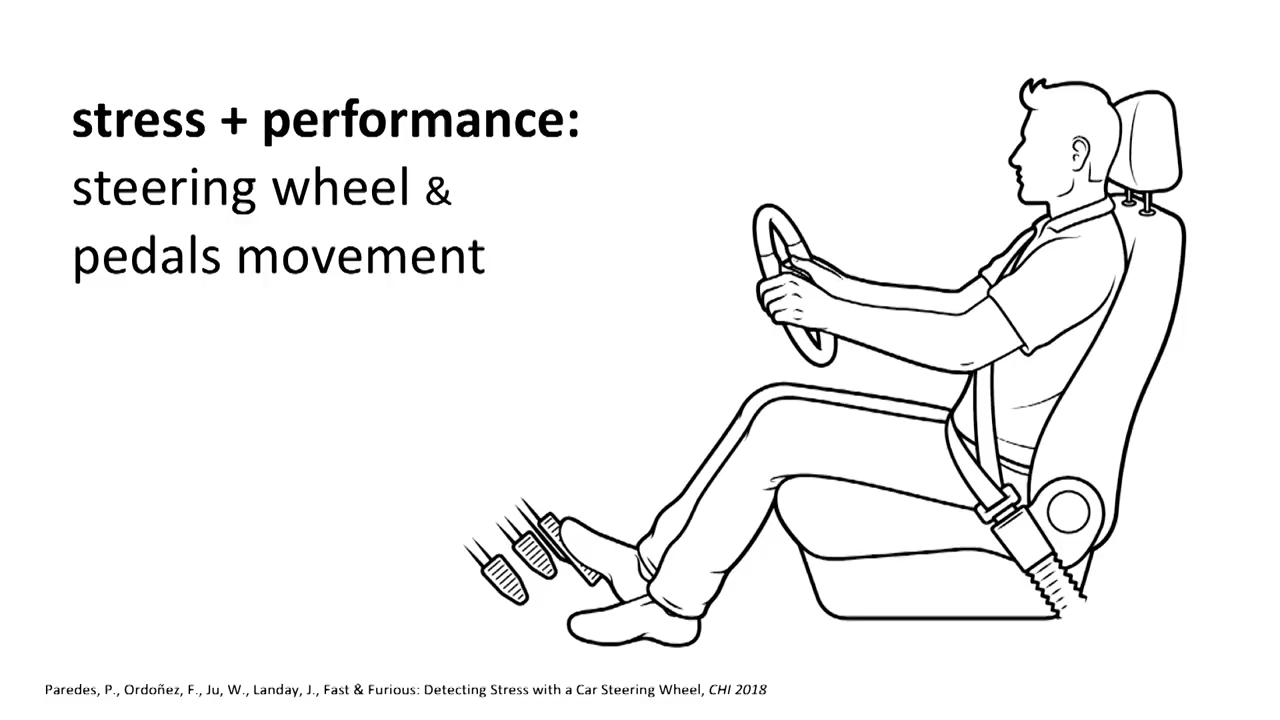 stress + performance:
steering wheel &
pedals movement
Paredes, P., Ordoñez, F., Ju, W., Landay, J., Fast & Furious: Detecting Stress with a Car Steering Wheel, CHI 2018